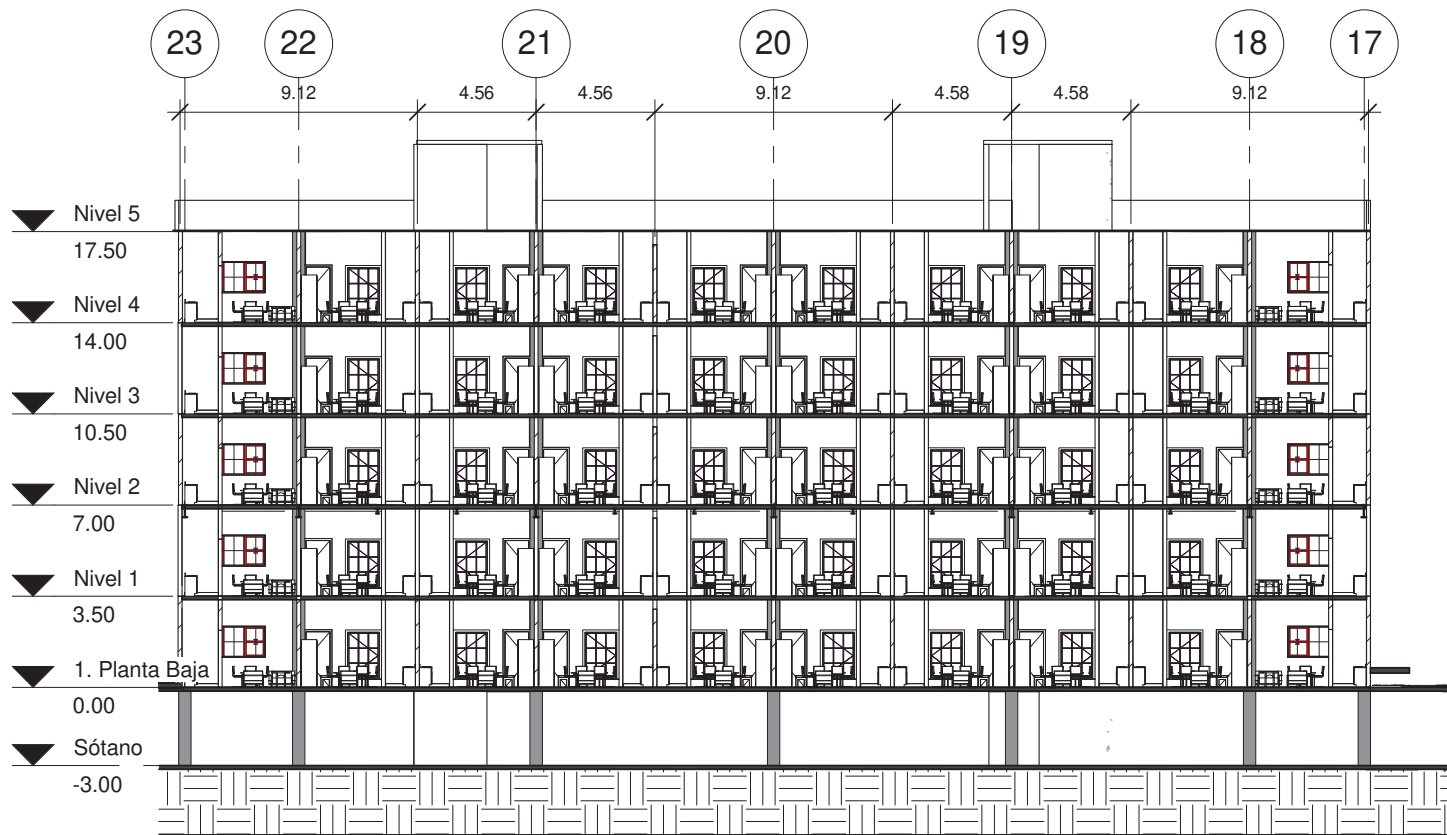 23 22 21 20 19 18 17
9.12 4.56 4.56 9.12 4.58 4.58 9.12
Nivel 5
17.50
Nivel 4
14.00
Nivel 3
10.50
Nivel 2
7.00
Nivel 1
3.50
1. Planta Baja
0.00
Sótano
-3.00